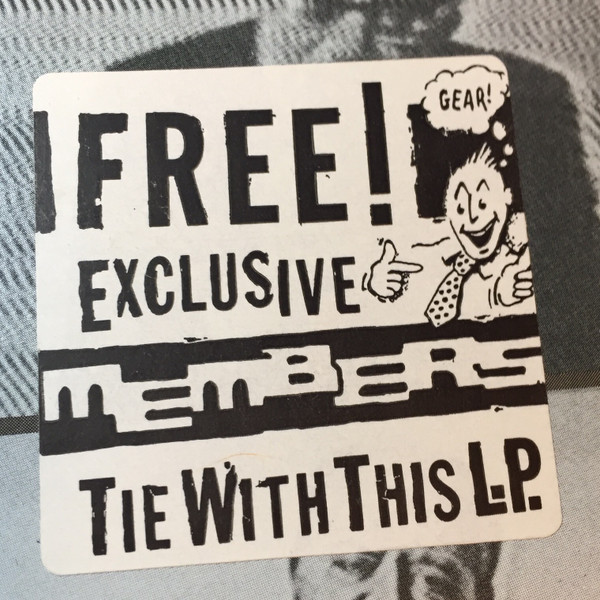 GEAR!
FREE!
EXCLUSIVE
MEMBERS
TIE WITH THIS L.P.